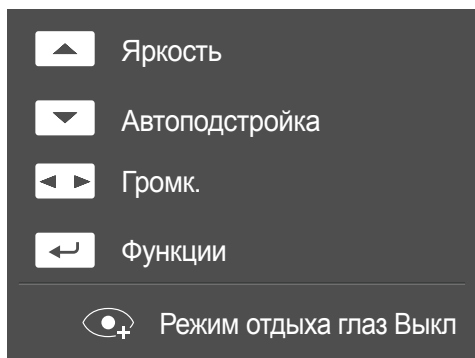 Яркость
Автоподстройка
Громк.
Функции
Режим отдыха глаз Выкл